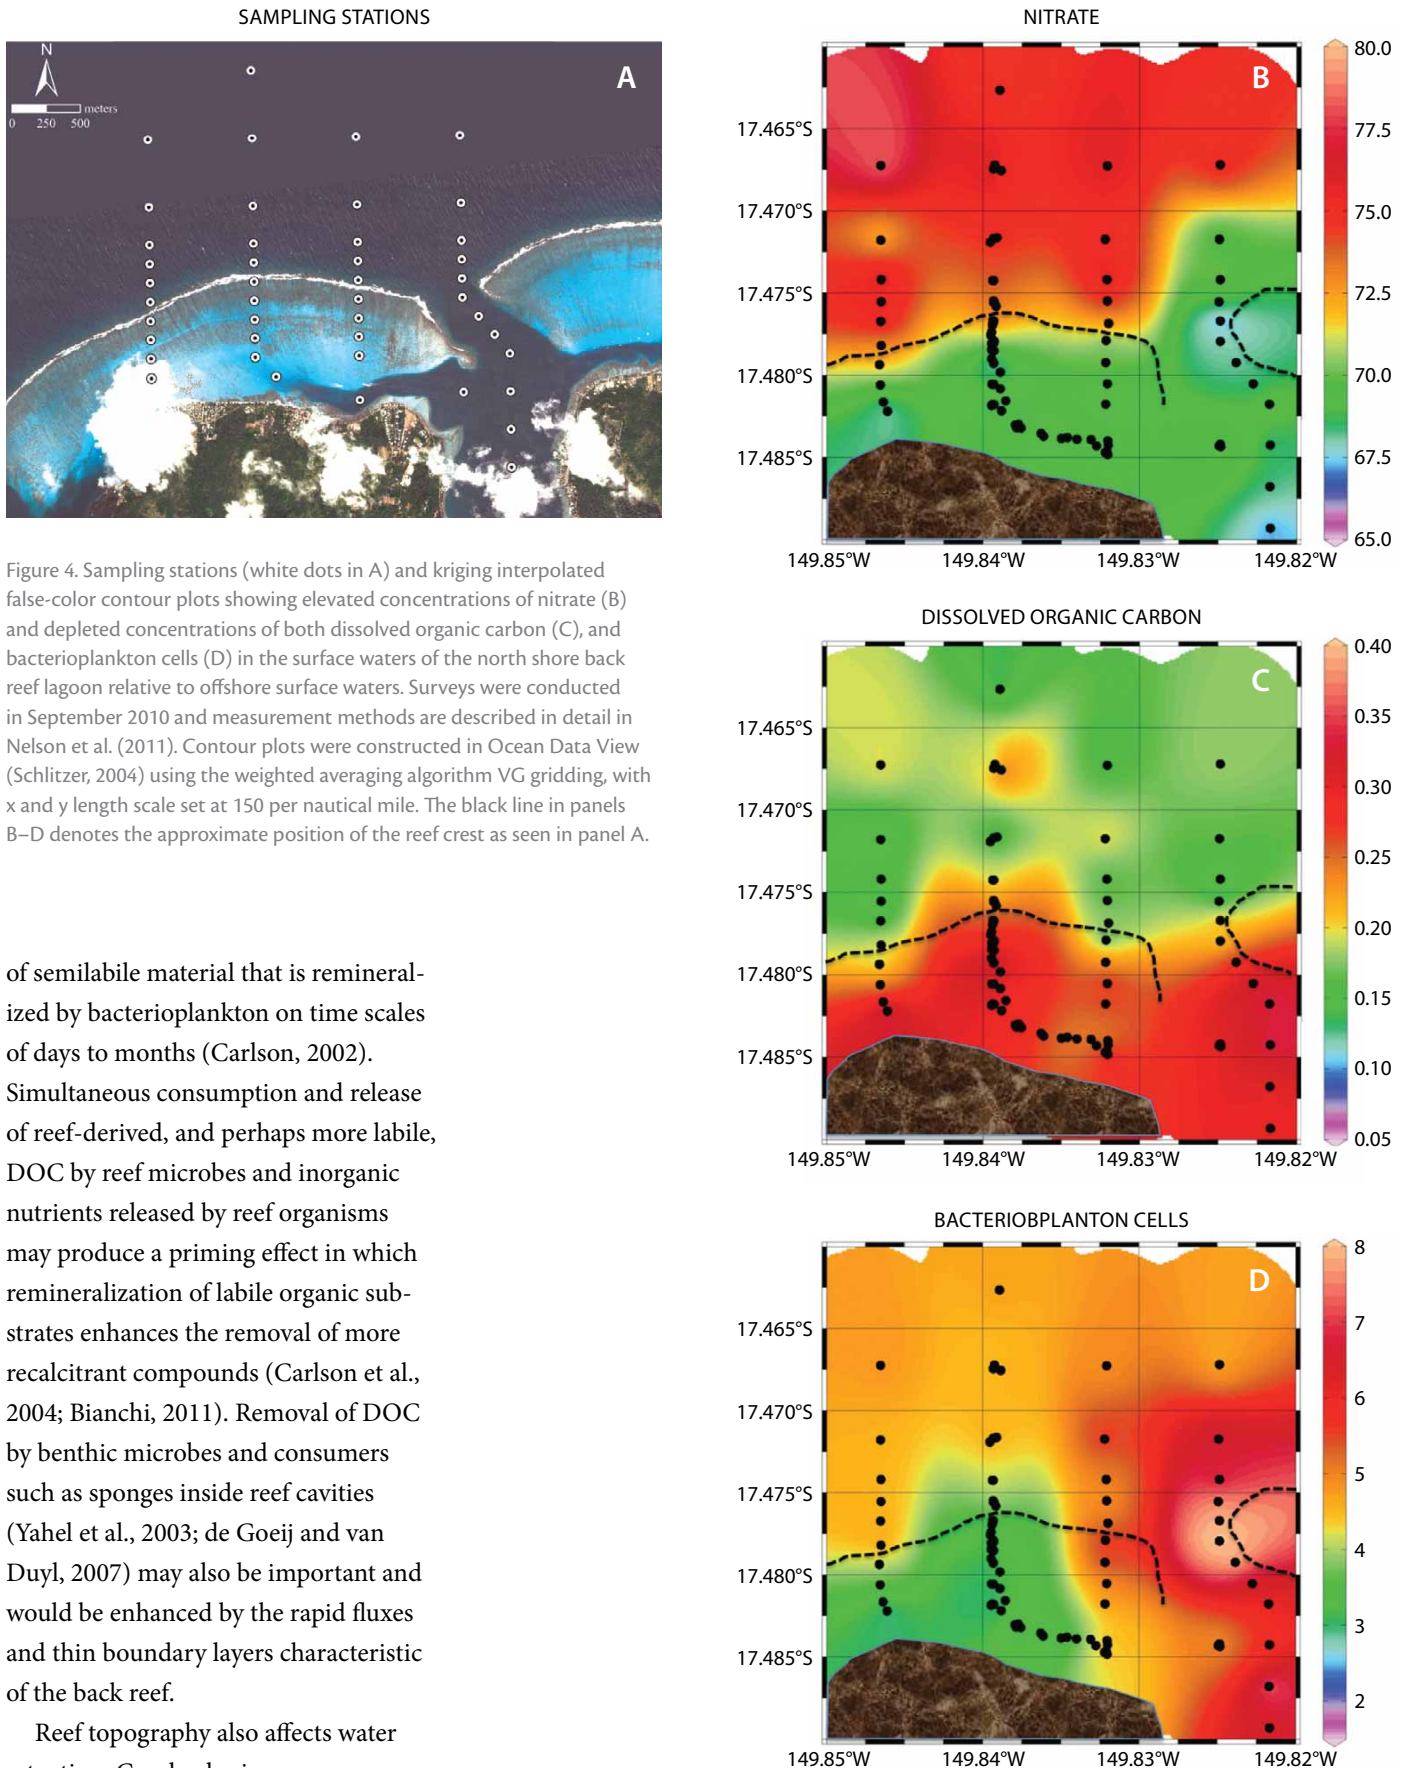 SAMPLING STATIONS
N
A
meters
0 250 500
Figure 4. Sampling stations (white dots in A) and kriging interpolated
false-color contour plots showing elevated concentrations of nitrate (B)
and depleted concentrations of both dissolved organic carbon (C), and
bacterioplankton cells (D) in the surface waters of the north shore back
reef lagoon relative to offshore surface waters. Surveys were conducted
in September 2010 and measurement methods are described in detail in
Nelson et al. (2011). Contour plots were constructed in Ocean Data View
(Schlitzer, 2004) using the weighted averaging algorithm VG gridding, with
x and y length scale set at 150 per nautical mile. The black line in panels
B–D denotes the approximate position of the reef crest as seen in panel A.
of semilabile material that is remineral-
ized by bacterioplankton on time scales
of days to months (Carlson, 2002).
Simultaneous consumption and release
of reef-derived, and perhaps more labile,
DOC by reef microbes and inorganic
nutrients released by reef organisms
may produce a priming effect in which
remineralization of labile organic sub-
strates enhances the removal of more
recalcitrant compounds (Carlson et al.,
2004; Bianchi, 2011). Removal of DOC
by benthic microbes and consumers
such as sponges inside reef cavities
(Yahel et al., 2003; de Goeij and van
Duyl, 2007) may also be important and
would be enhanced by the rapid fluxes
and thin boundary layers characteristic
of the back reef.
Reef topography also affects water
NITRATE
B
17.465°S
17.470°S
17.475°S
17.480°S
17.485°S
149.85°W 149.84°W 149.83°W 149.82°W
80.0
77.5
75.0
72.5
70.0
67.5
65.0
DISSOLVED ORGANIC CARBON
C
17.465°S
17.470°S
17.475°S
17.480°S
17.485°S
149.85°W 149.84°W 149.83°W 149.82°W
0.40
0.35
0.30
0.25
0.20
0.15
0.10
0.05
BACTERIOBPLANTON CELLS
D
17.465°S
17.470°S
17.475°S
17.480°S
17.485°S
149.85°W 149.84°W 149.83°W 149.82°W
8
7
6
5
4
3
2